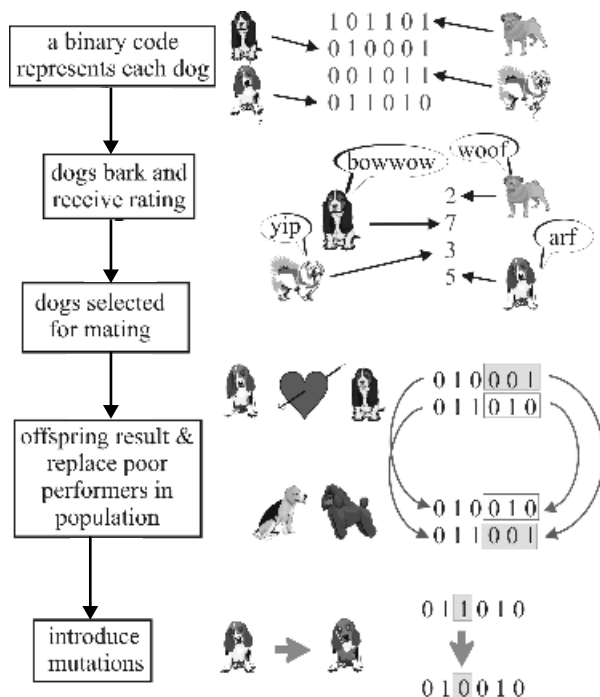 a binary code
represents each dog
1 0 1 1 0 1
0 1 0 0 0 1
0 0 1 0 1 1
0 1 1 0 1 0
dogs bark and
receive rating
bowwow
woof
yip
arf
2
7
3
5
dogs selected
for mating
0 1 0 0 0 1
0 1 1 0 1 0
offspring result &
replace poor
performers in
population
0 1 0 0 1 0
0 1 1 0 0 1
introduce
mutations
0 1 1 0 1 0
0 1 0 0 1 0